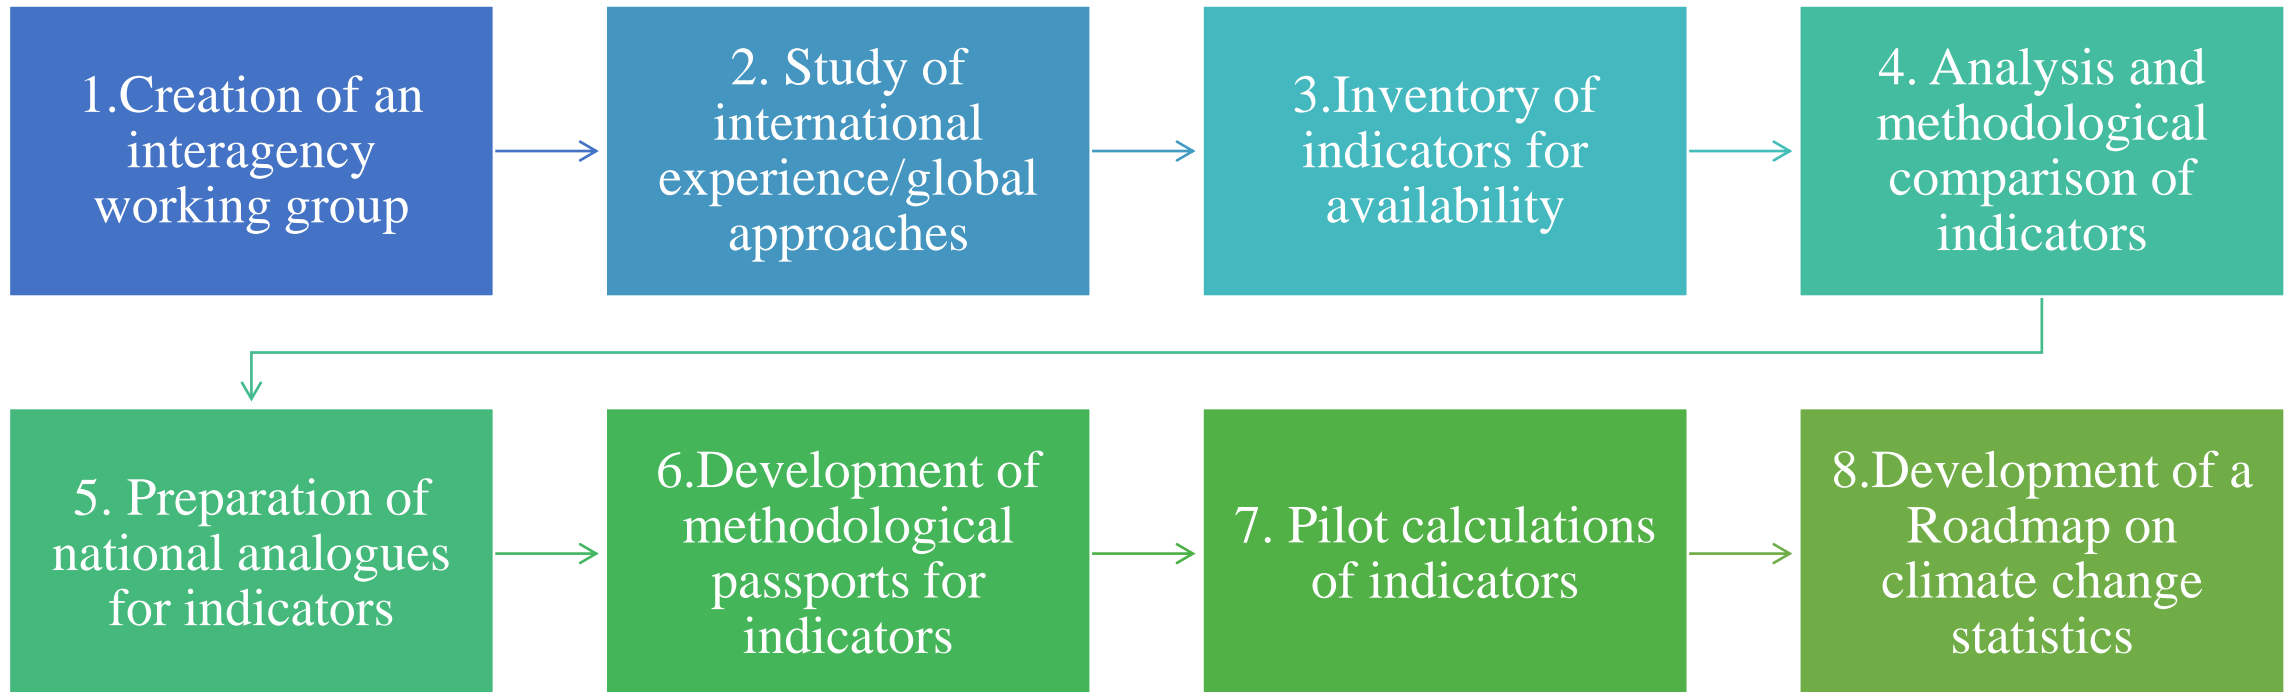 1.Creation of an
interagency
working group
2. Study of
international
experience/global
approaches
3.Inventory of
indicators for
availability
4. Analysis and
methodological
comparison of
indicators
5. Preparation of
national analogues
for indicators
6.Development of
methodological
passports for
indicators
7. Pilot calculations
of indicators
8.Development of a
Roadmap on
climate change
statistics